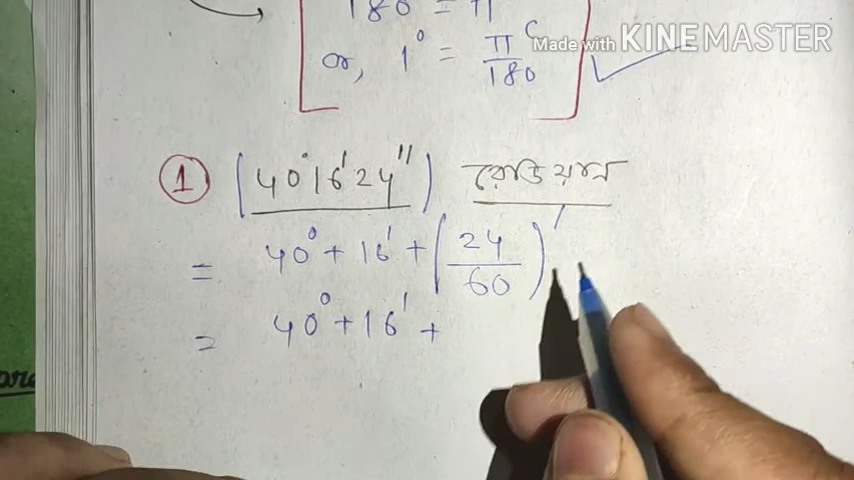 180° = π
Made with KINEMASTER
or, 1° = π^c/180
1 (40°16'24") রেডিয়ান
= 40° + 16' + (24/60)'
= 40° + 16' +